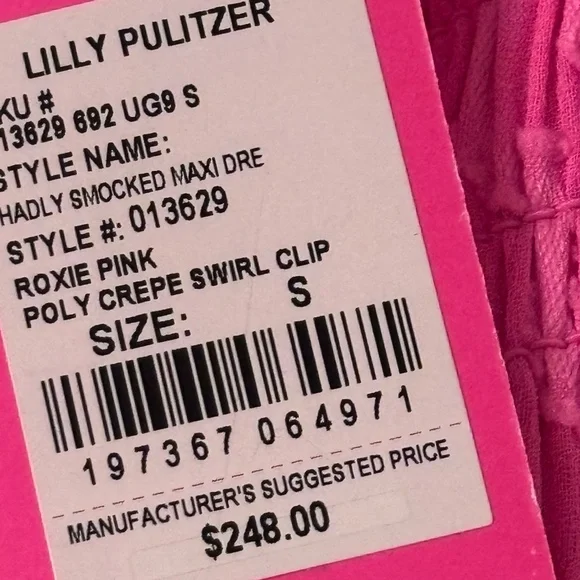 LILLY PULITZER
KU #
13629 692 UG9 S
STYLE NAME:
HADLY SMOCKED MAXI DRE
STYLE #: 013629
ROXIE PINK
POLY CREPE SWIRL CLIP
SIZE: S
197367 064971
MANUFACTURER'S SUGGESTED PRICE
$248.00